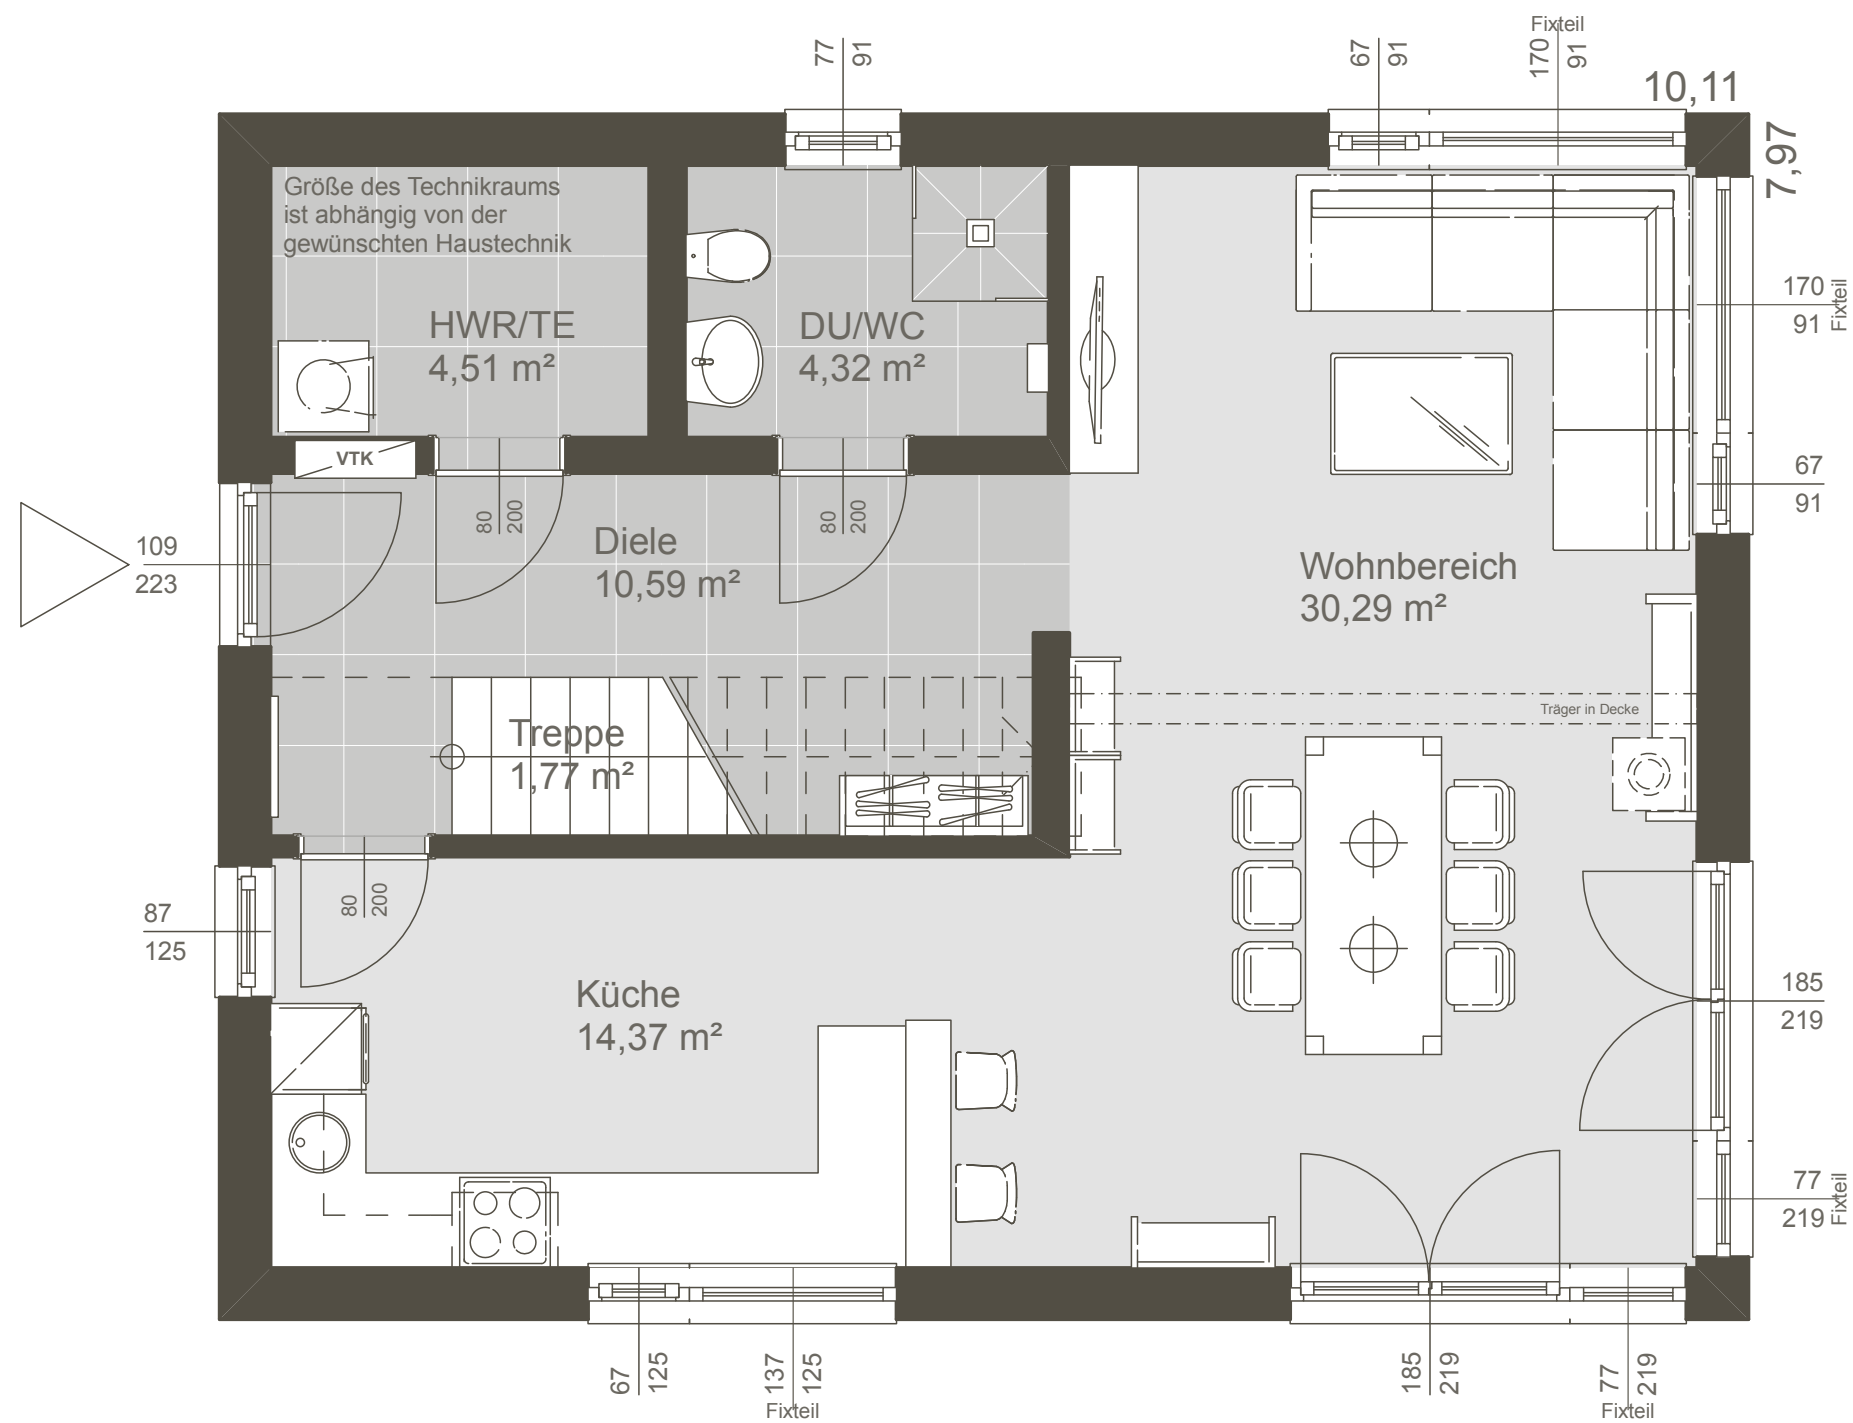 Fixteil
77
91
67
91
170
91
10,11
7,97
Größe des Technikraums
ist abhängig von der
gewünschten Haustechnik
HWR/TE
4,51 m²
DU/WC
4,32 m²
170
91
Fixteil
VTK
67
91
80
200
80
200
109
223
Diele
10,59 m²
Wohnbereich
30,29 m²
Träger in Decke
Treppe
1,77 m²
80
200
87
125
Küche
14,37 m²
185
219
77
219
Fixteil
67
125
137
125
Fixteil
185
219
77
219
Fixteil